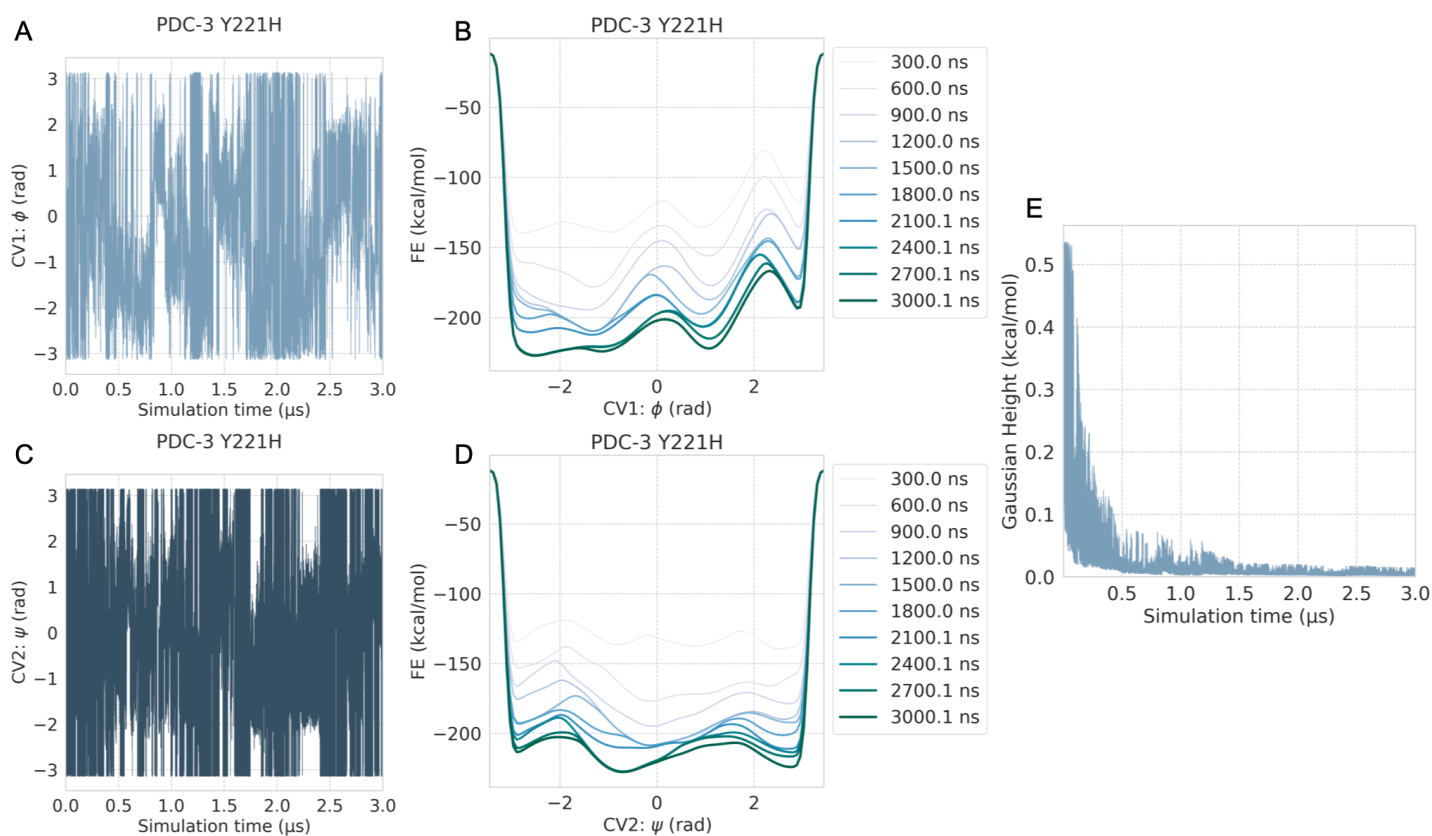 A
PDC-3 Y221H
CV1: ϕ (rad)
3
2
1
0
−1
−2
−3
0.0 0.5 1.0 1.5 2.0 2.5 3.0
Simulation time (µs)
B
PDC-3 Y221H
FE (kcal/mol)
−50
−100
−150
−200
−2 0 2
CV1: ϕ (rad)
300.0 ns
600.0 ns
900.0 ns
1200.0 ns
1500.0 ns
1800.0 ns
2100.1 ns
2400.1 ns
2700.1 ns
3000.1 ns
C
PDC-3 Y221H
CV2: ψ (rad)
3
2
1
0
−1
−2
−3
0.0 0.5 1.0 1.5 2.0 2.5 3.0
Simulation time (µs)
D
PDC-3 Y221H
FE (kcal/mol)
−50
−100
−150
−200
−2 0 2
CV2: ψ (rad)
300.0 ns
600.0 ns
900.0 ns
1200.0 ns
1500.0 ns
1800.0 ns
2100.1 ns
2400.1 ns
2700.1 ns
3000.1 ns
E
Gaussian Height (kcal/mol)
0.5
0.4
0.3
0.2
0.1
0.0
0.5 1.0 1.5 2.0 2.5 3.0
Simulation time (µs)